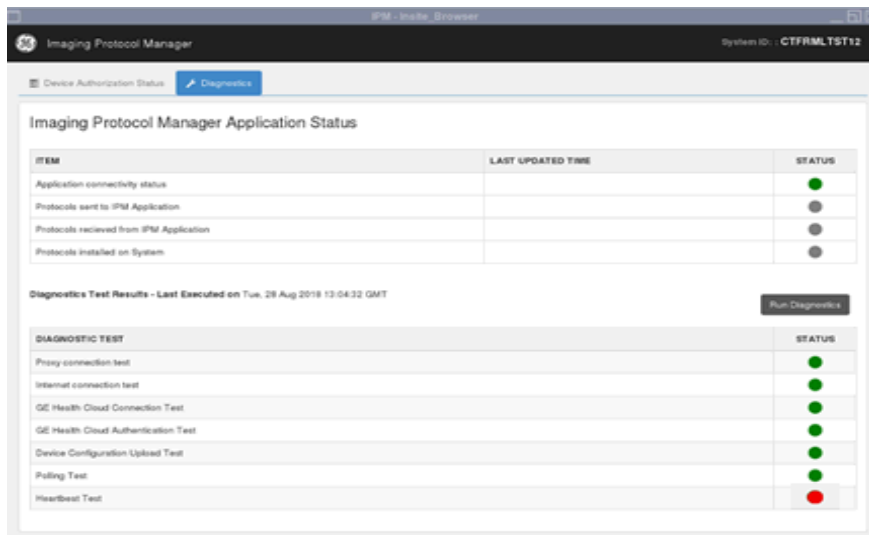 IPM - Insite_Browser
Imaging Protocol Manager
System ID: : CTFRMLTST12
Device Authorization Status
Diagnostics
Imaging Protocol Manager Application Status
ITEM LAST UPDATED TIME STATUS
Application connectivity status
Protocols sent to IPM Application
Protocols recieved from IPM Application
Protocols installed on System
Diagnostics Test Results - Last Executed on Tue, 28 Aug 2018 13:04:32 GMT
Run Diagnostics
DIAGNOSTIC TEST STATUS
Proxy connection test
Internet connection test
GE Health Cloud Connection Test
GE Health Cloud Authentication Test
Device Configuration Upload Test
Polling Test
Heartbeat Test